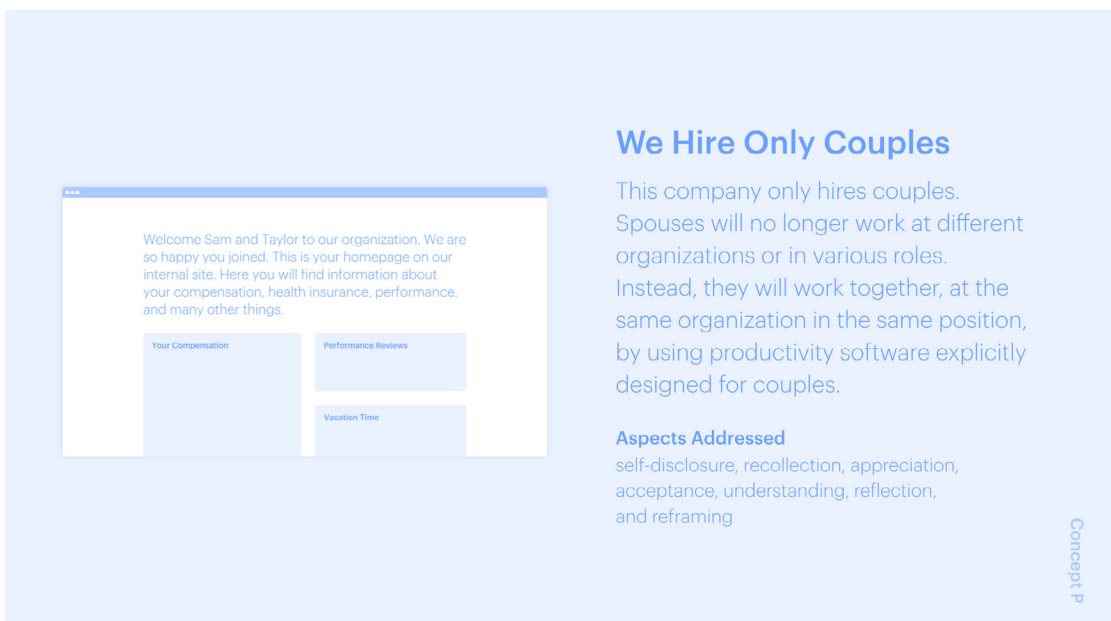 Welcome Sam and Taylor to our organization. We are
so happy you joined. This is your homepage on our
internal site. Here you will find information about
your compensation, health insurance, performance,
and many other things.
Your Compensation
Performance Reviews
Vacation Time
We Hire Only Couples
This company only hires couples.
Spouses will no longer work at different
organizations or in various roles.
Instead, they will work together, at the
same organization in the same position,
by using productivity software explicitly
designed for couples.
Aspects Addressed
self-disclosure, recollection, appreciation,
acceptance, understanding, reflection,
and reframing
Concept P